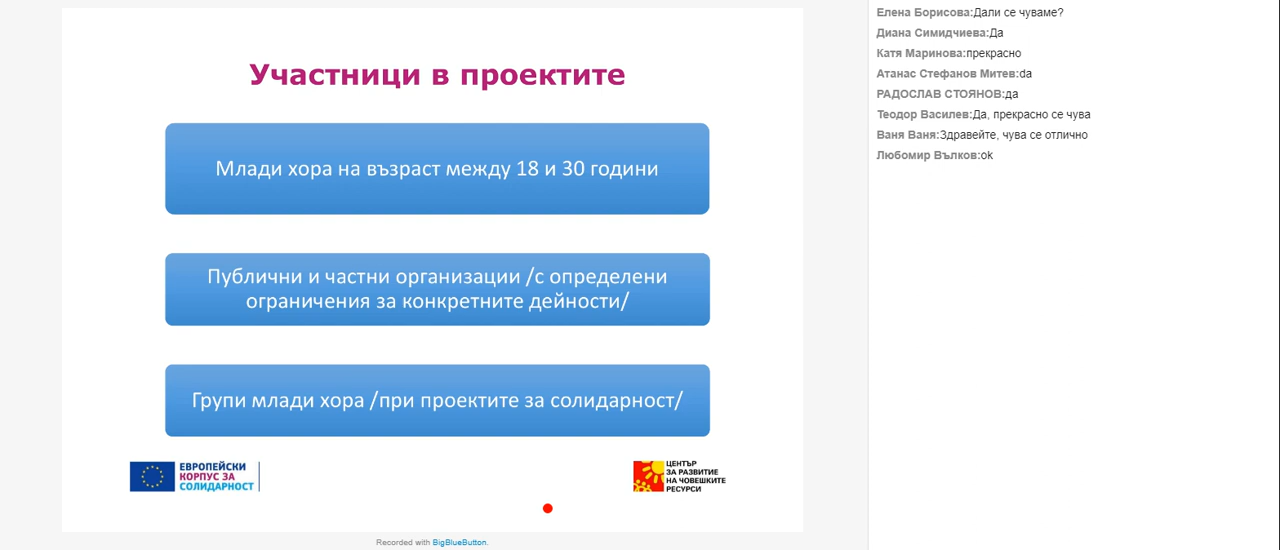 Участници в проектите
Млади хора на възраст между 18 и 30 години
Публични и частни организации /с определени
ограничения за конкретните дейности/
Групи млади хора /при проектите за солидарност/
ЕВРОПЕЙСКИ
КОРПУС ЗА
СОЛИДАРНОСТ
ЦЕНТЪР
ЗА РАЗВИТИЕ
НА ЧОВЕШКИТЕ
РЕСУРСИ
Recorded with BigBlueButton.
Елена Борисова:Дали се чуваме?
Диана Симидчиева:Да
Катя Маринова:прекрасно
Атанас Стефанов Митев:da
РАДОСЛАВ СТОЯНОВ:да
Теодор Василев:Да, прекрасно се чува
Ваня Ваня:Здравейте, чува се отлично
Любомир Вълков:ok